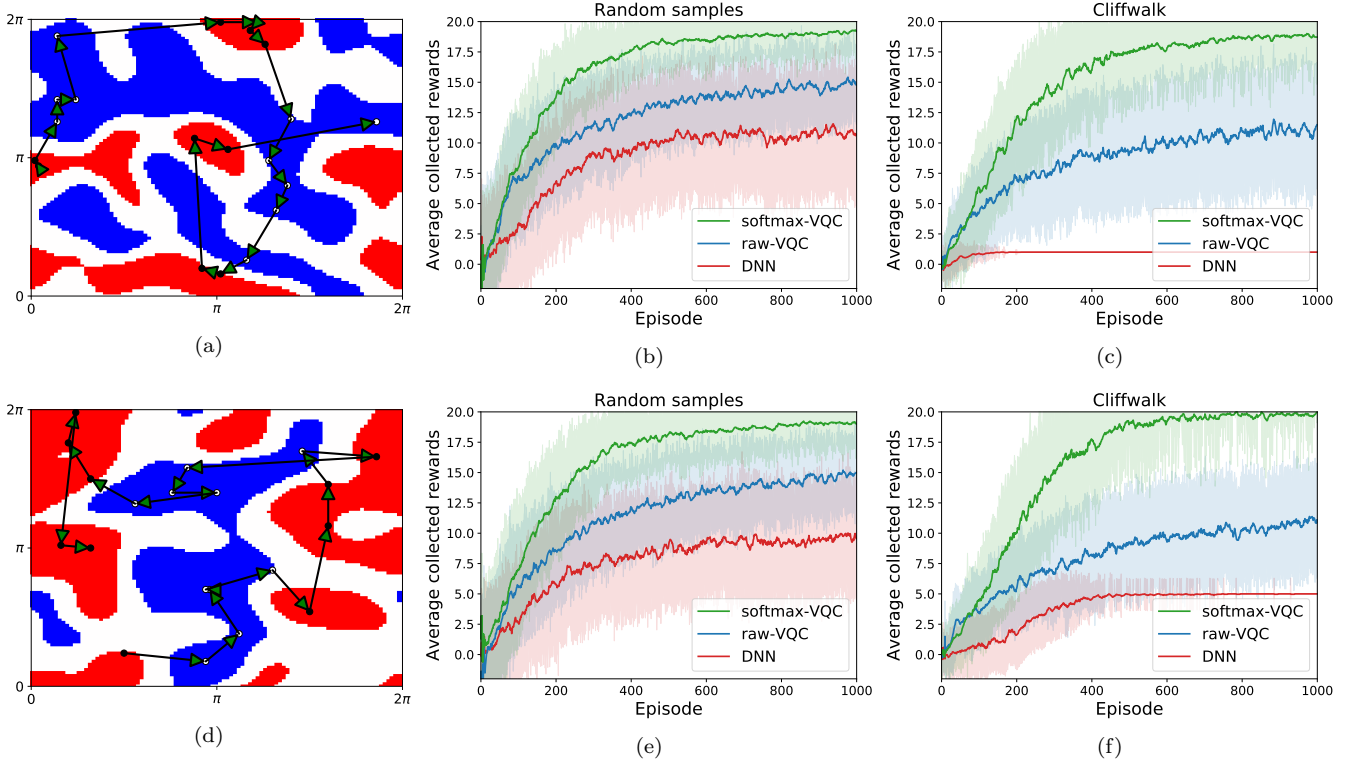 2π
π
0
0
π
2π
(a)
Random samples
Average collected rewards
20.0
17.5
15.0
12.5
10.0
7.5
5.0
2.5
0.0
softmax-VQC
raw-VQC
DNN
0
200
400
600
800
1000
Episode
(b)
Cliffwalk
Average collected rewards
20.0
17.5
15.0
12.5
10.0
7.5
5.0
2.5
0.0
softmax-VQC
raw-VQC
DNN
0
200
400
600
800
1000
Episode
(c)
2π
π
0
0
π
2π
(d)
Random samples
Average collected rewards
20.0
17.5
15.0
12.5
10.0
7.5
5.0
2.5
0.0
softmax-VQC
raw-VQC
DNN
0
200
400
600
800
1000
Episode
(e)
Cliffwalk
Average collected rewards
20.0
17.5
15.0
12.5
10.0
7.5
5.0
2.5
0.0
softmax-VQC
raw-VQC
DNN
0
200
400
600
800
1000
Episode
(f)